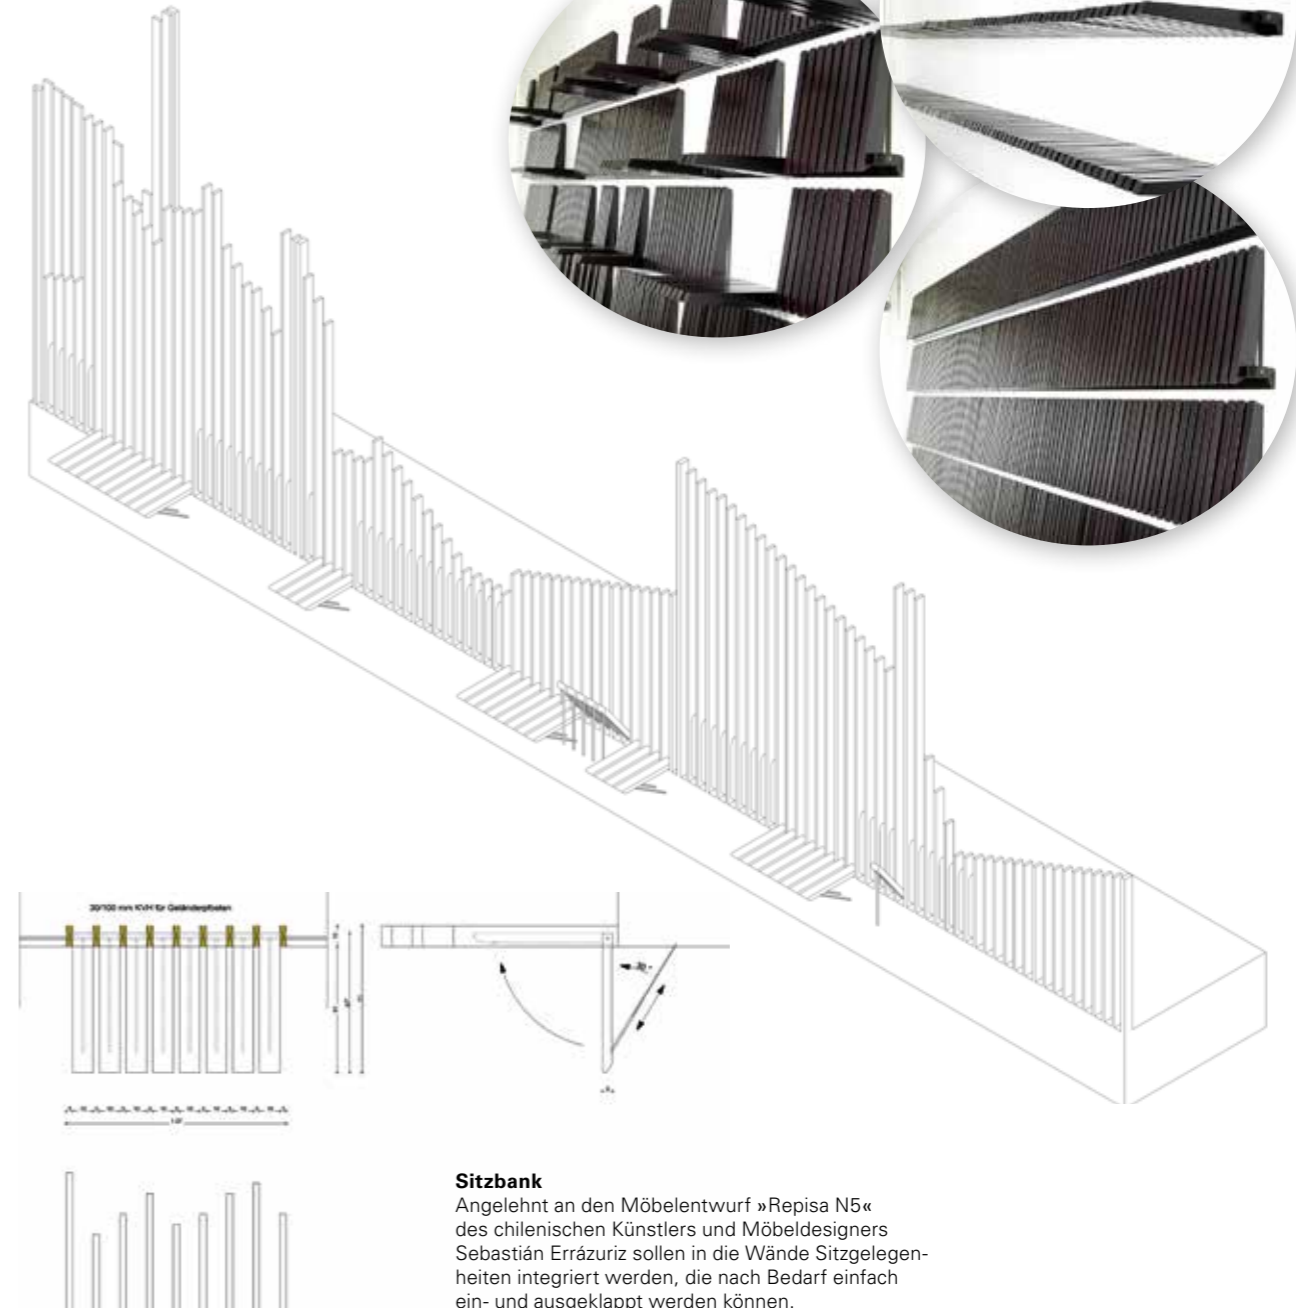 30/100 mm KVH für Geländerpfosten
Sitzbank
Angelehnt an den Möbelentwurf »Repisa N5«
des chilenischen Künstlers und Möbeldesigners
Sebastián Errázuriz sollen in die Wände Sitzgelegen-
heiten integriert werden, die nach Bedarf einfach
ein- und ausgeklappt werden können.